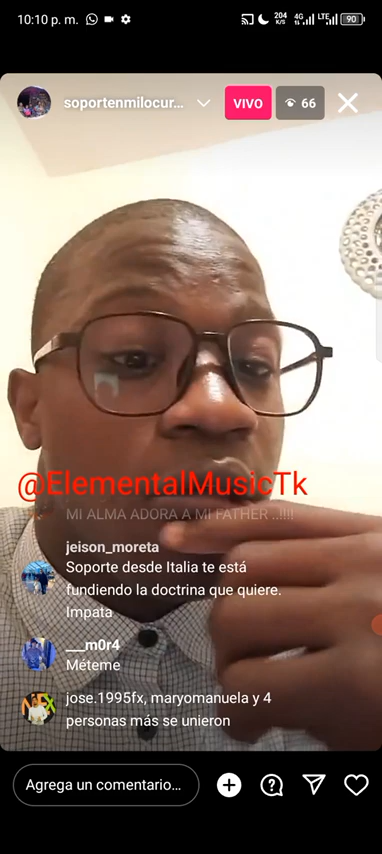 10:10 p. m.
204
K/S
4G
LTE
90
soportenmilocur...
VIVO
66
@ElementalMusicTk
MI ALMA ADORA A MI FATHER ..!!!!
jeison_moreta
Soporte desde Italia te está
fundiendo la doctrina que quiere.
Impata
___m0r4
Méteme
jose.1995fx, maryomanuela y 4
personas más se unieron
Agrega un comentario...